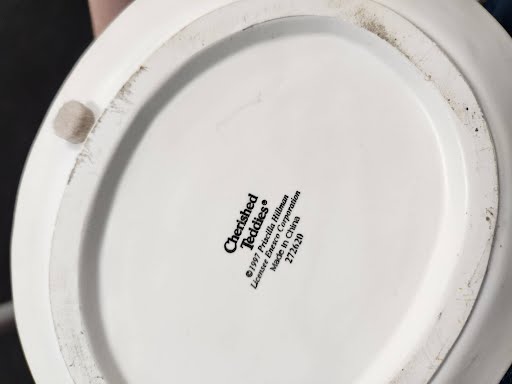 Cherished
Teddies®
©1997 Priscilla Hillman
Licensee Enesco Corporation
Made in China
272620